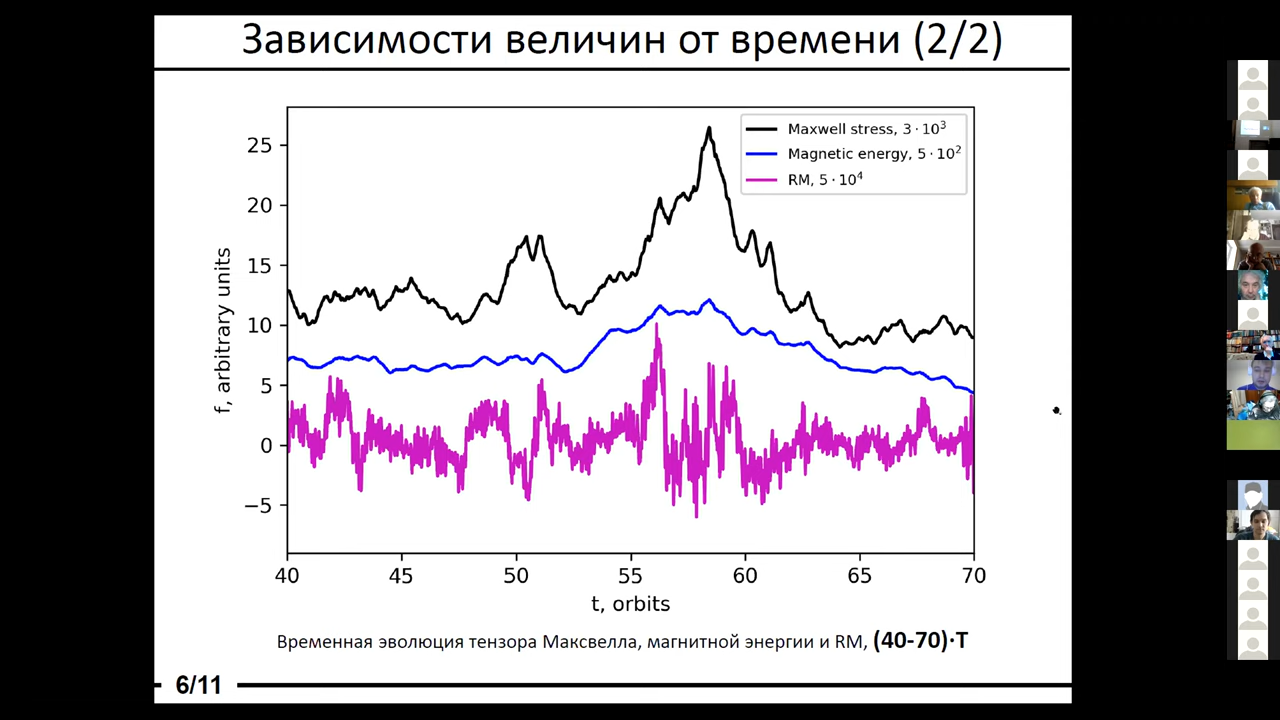 Зависимости величин от времени (2/2)
25
20
15
10
5
0
−5
f, arbitrary units
Maxwell stress, 3 · 10³
Magnetic energy, 5 · 10²
RM, 5 · 10⁴
40 45 50 55 60 65 70
t, orbits
Временная эволюция тензора Максвелла, магнитной энергии и RM, (40-70)·T
6/11